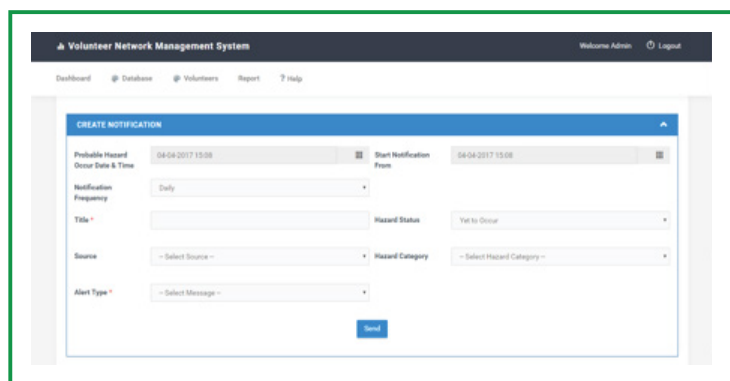 Volunteer Network Management System Welcome Admin Logout
Dashboard Database Volunteers Report ? Help
CREATE NOTIFICATION
Probable Hazard
Occur Date & Time
04-04-2017 15:08
Start Notification
From
04-04-2017 15:08
Notification
Frequency
Daily
Title *
Hazard Status
Yet to Occur
Source
-- Select Source --
Hazard Category
-- Select Hazard Category --
Alert Type *
-- Select Message --
Send